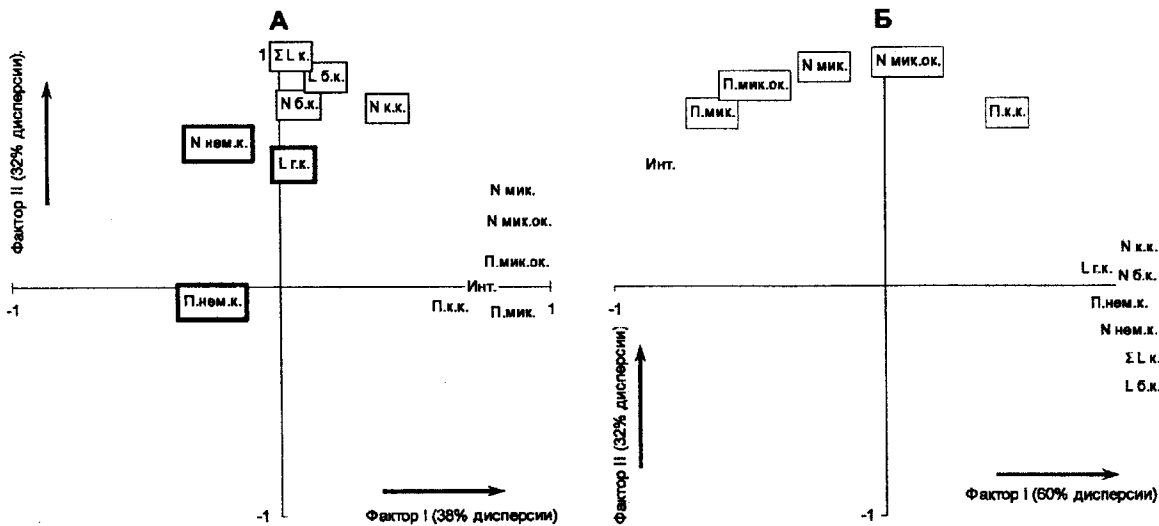 А
Фактор II (32% дисперсии).
1
Σ L к.
L б.к.
N б.к.
N к.к.
N нем.к.
L г.к.
N мик.
N мик.ок.
П.мик.ок.
Инт.
-1
П.нем.к.
П.к.к.
П.мик.
1
-1
Фактор I (38% дисперсии)
Б
N мик.
N мик.ок.
П.мик.ок.
П.мик.
П.к.к.
Инт.
N к.к.
L г.к.
N б.к.
-1
П.нем.к.
N нем.к.
Σ L к.
L б.к.
Фактор II (32% дисперсии)
Фактор I (60% дисперсии)
-1